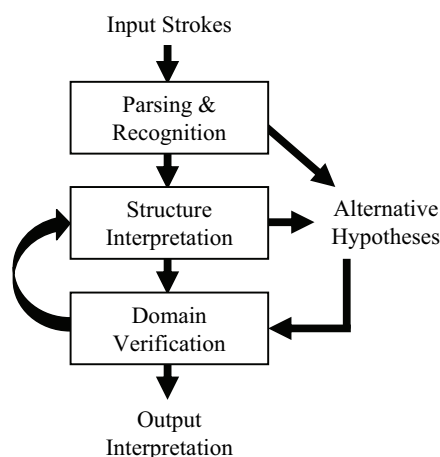 Input Strokes
Parsing &
Recognition
Structure
Interpretation
Alternative
Hypotheses
Domain
Verification
Output
Interpretation